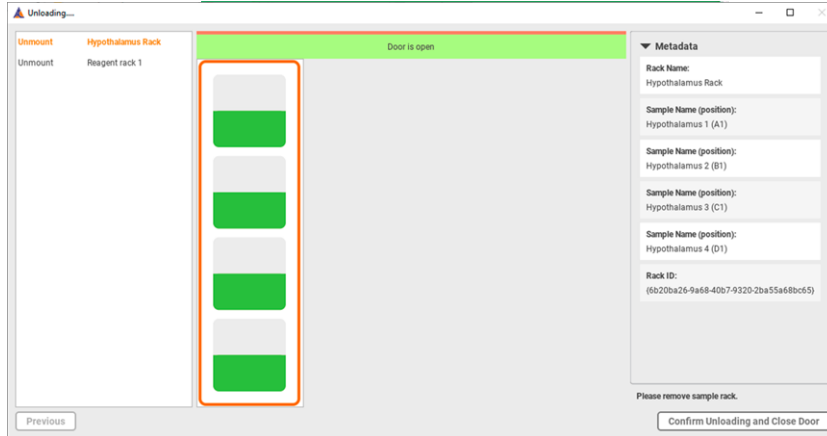 Unloading....
Unmount Hypothalamus Rack
Unmount Reagent rack 1
Door is open
Metadata
Rack Name:
Hypothalamus Rack
Sample Name (position):
Hypothalamus 1 (A1)
Sample Name (position):
Hypothalamus 2 (B1)
Sample Name (position):
Hypothalamus 3 (C1)
Sample Name (position):
Hypothalamus 4 (D1)
Rack ID:
{6b20ba26-9a68-40b7-9320-2ba55a68bc65}
Please remove sample rack.
Previous
Confirm Unloading and Close Door